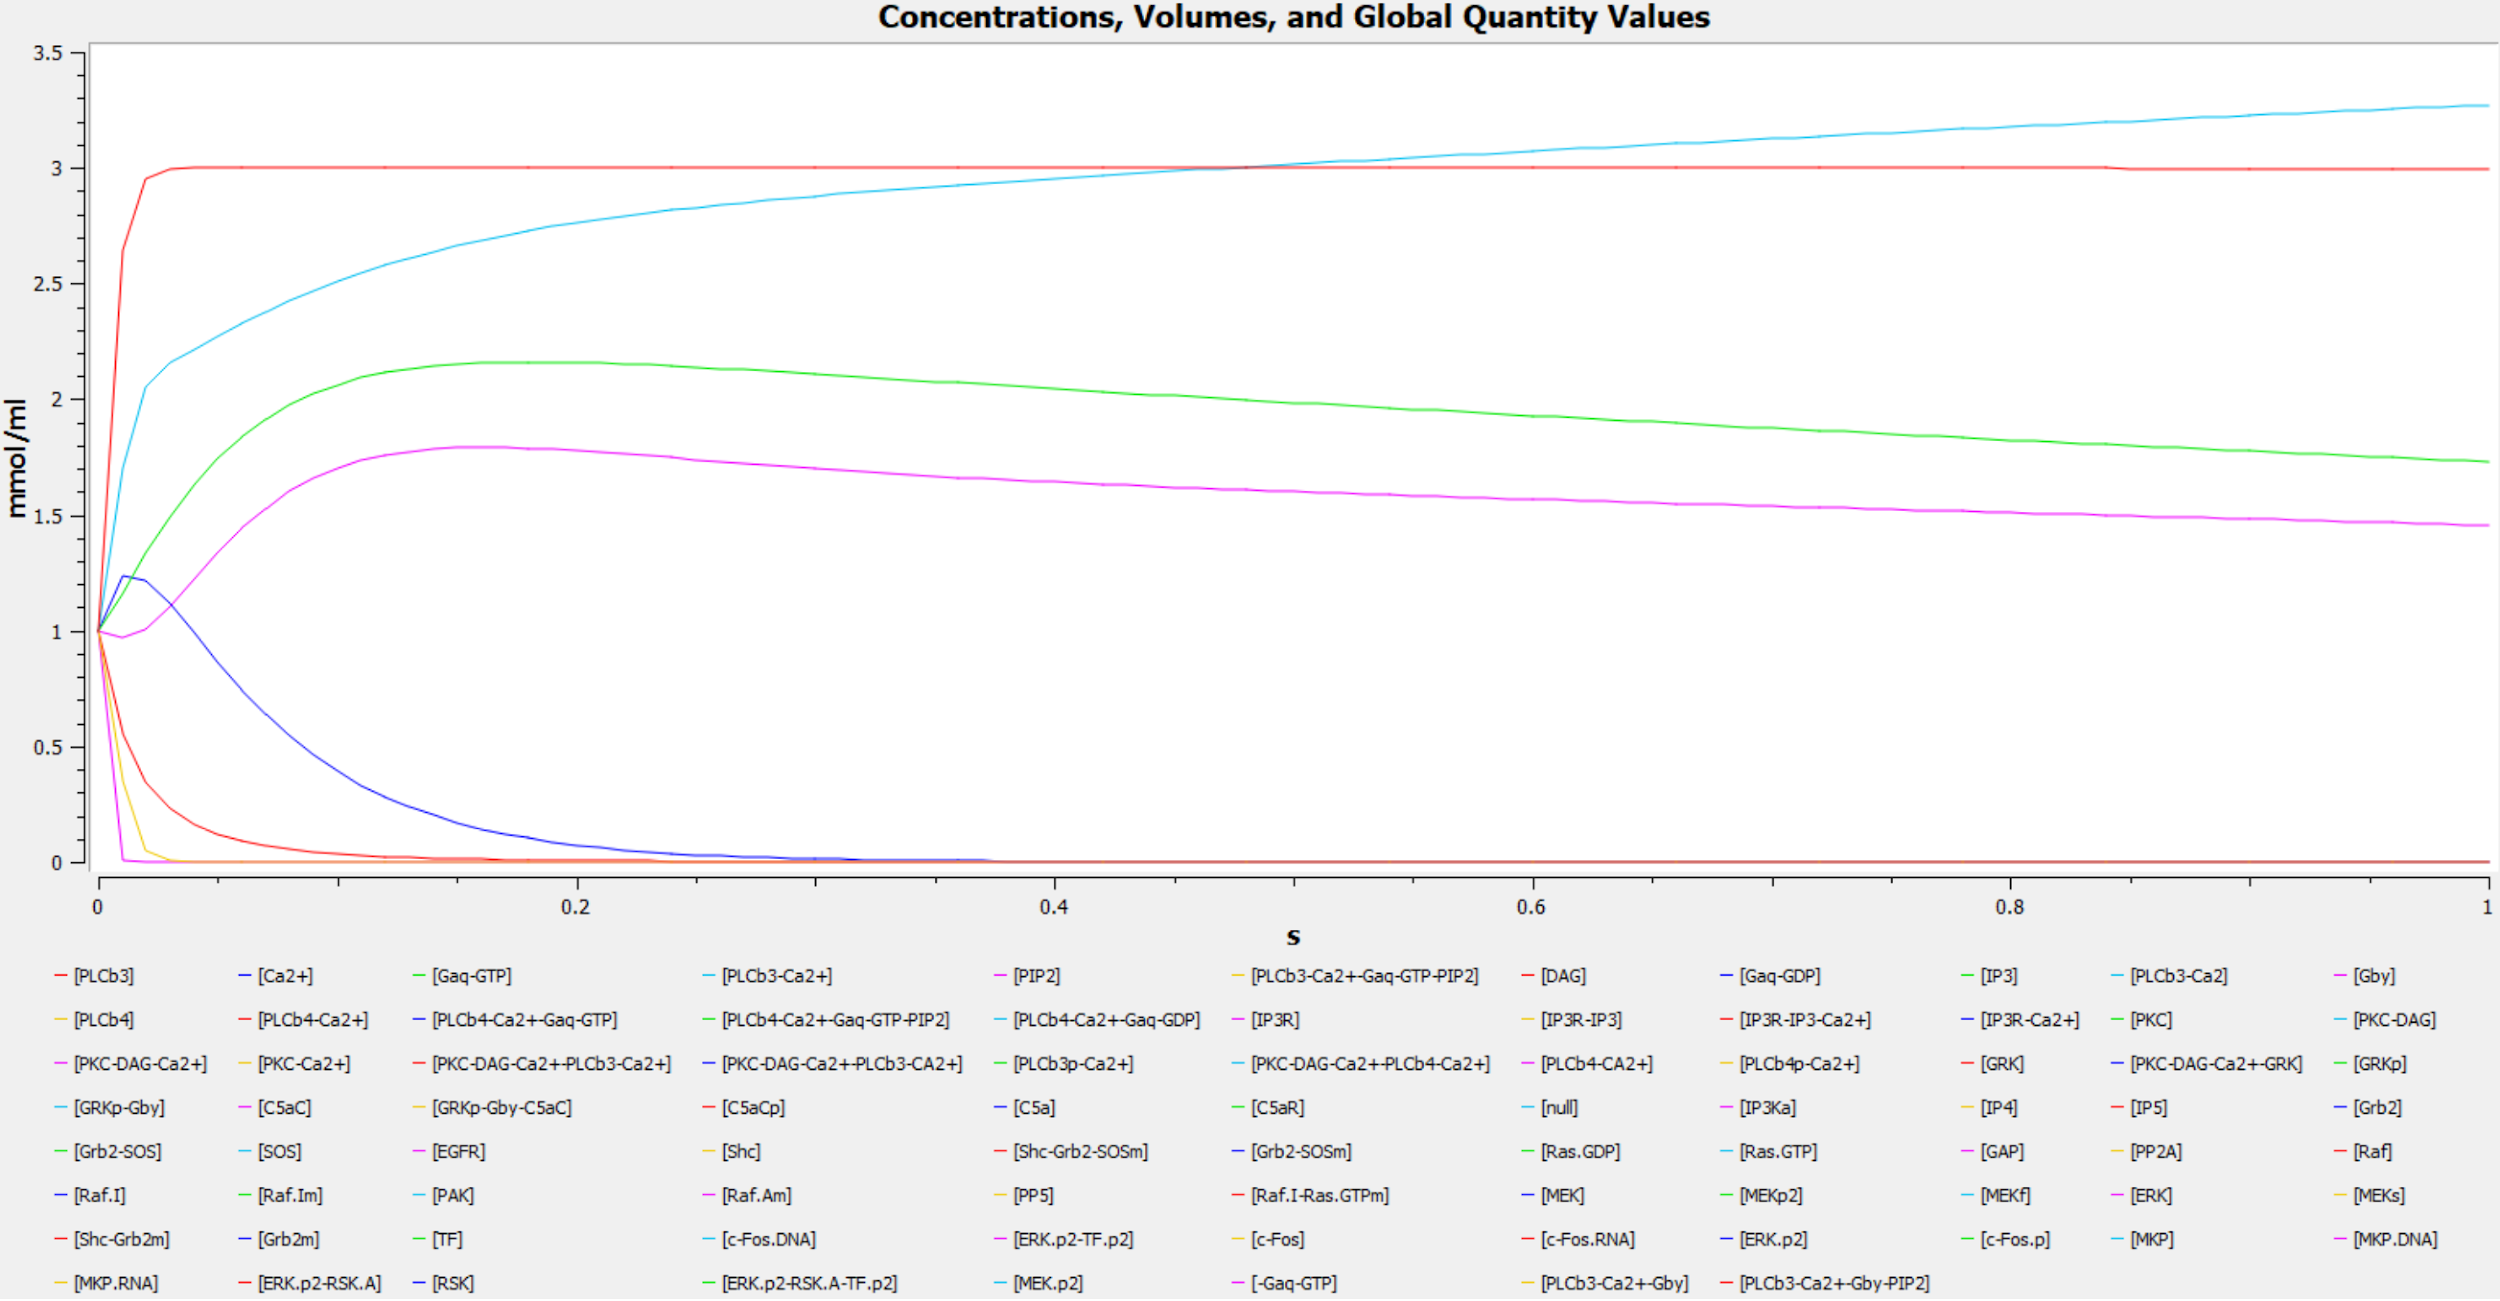 Concentrations, Volumes, and Global Quantity Values
3.5
3
2.5
2
1.5
1
0.5
0
mmol/ml
0 0.2 0.4 0.6 0.8 1
s
[PLCb3] [Ca2+] [Gaq-GTP] [PLCb3-Ca2+] [PIP2] [PLCb3-Ca2+-Gaq-GTP-PIP2] [DAG] [Gaq-GDP] [IP3] [PLCb3-Ca2] [Gby]
[PLCb4] [PLCb4-Ca2+] [PLCb4-Ca2+-Gaq-GTP] [PLCb4-Ca2+-Gaq-GTP-PIP2] [PLCb4-Ca2+-Gaq-GDP] [IP3R] [IP3R-IP3] [IP3R-IP3-Ca2+] [IP3R-Ca2+] [PKC] [PKC-DAG]
[PKC-DAG-Ca2+] [PKC-Ca2+] [PKC-DAG-Ca2+-PLCb3-Ca2+] [PKC-DAG-Ca2+-PLCb3-CA2+] [PLCb3p-Ca2+] [PKC-DAG-Ca2+-PLCb4-Ca2+] [PLCb4-CA2+] [PLCb4p-Ca2+] [GRK] [PKC-DAG-Ca2+-GRK] [GRKp]
[GRKp-Gby] [C5aC] [GRKp-Gby-C5aC] [C5aCp] [C5a] [C5aR] [null] [IP3Ka] [IP4] [IP5] [Grb2]
[Grb2-SOS] [SOS] [EGFR] [Shc] [Shc-Grb2-SOSm] [Grb2-SOSm] [Ras.GDP] [Ras.GTP] [GAP] [PP2A] [Raf]
[Raf.I] [Raf.Im] [PAK] [Raf.Am] [PP5] [Raf.I-Ras.GTPm] [MEK] [MEKp2] [MEKf] [ERK] [MEKs]
[Shc-Grb2m] [Grb2m] [TF] [c-Fos.DNA] [ERK.p2-TF.p2] [c-Fos] [c-Fos.RNA] [ERK.p2] [c-Fos.p] [MKP] [MKP.DNA]
[MKP.RNA] [ERK.p2-RSK.A] [RSK] [ERK.p2-RSK.A-TF.p2] [MEK.p2] [-Gaq-GTP] [PLCb3-Ca2+-Gby] [PLCb3-Ca2+-Gby-PIP2]